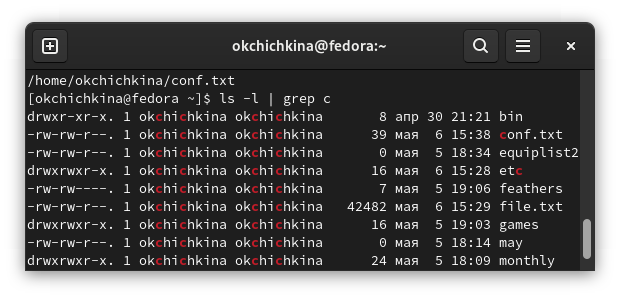 okchichkina@fedora:~
/home/okchichkina/conf.txt
[okchichkina@fedora ~]$ ls -l | grep c
drwxr-xr-x. 1 okchichkina okchichkina     8 апр 30 21:21 bin
-rw-rw-r--. 1 okchichkina okchichkina    39 мая  6 15:38 conf.txt
-rw-rw-r--. 1 okchichkina okchichkina     0 мая  5 18:34 equiplist2
drwxrwxr-x. 1 okchichkina okchichkina    16 мая  6 15:28 etc
-rw-rw----. 1 okchichkina okchichkina     7 мая  5 19:06 feathers
-rw-rw-r--. 1 okchichkina okchichkina 42482 мая  6 15:29 file.txt
drwxrwxr-x. 1 okchichkina okchichkina    16 мая  5 19:03 games
-rw-rw-r--. 1 okchichkina okchichkina     0 мая  5 18:14 may
drwxrwxr-x. 1 okchichkina okchichkina    24 мая  5 18:09 monthly